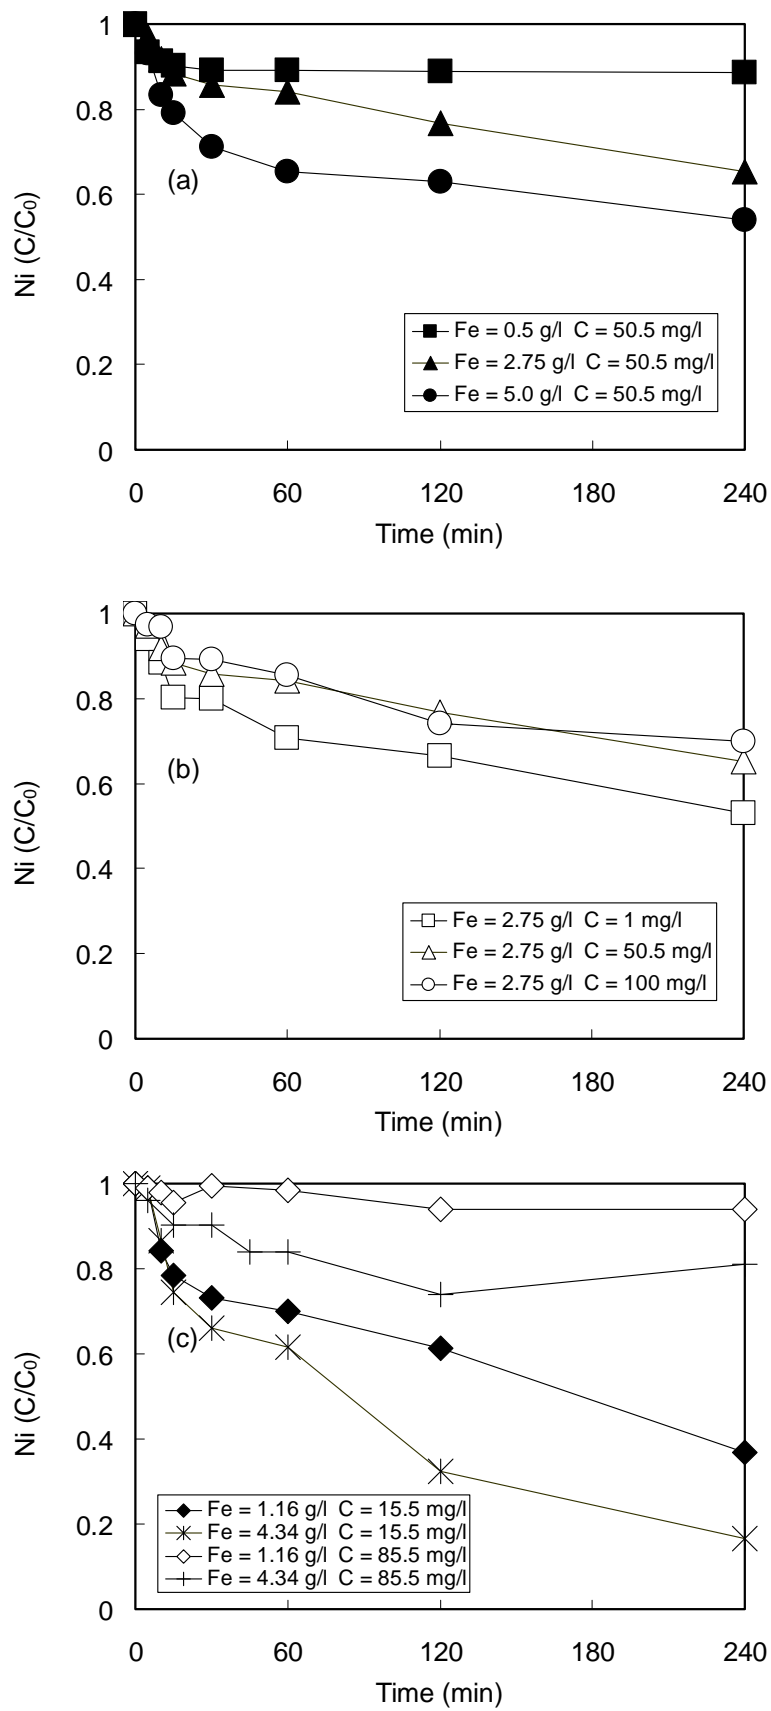 1
0.8
(a)
0.6
Ni (C/C0)
0.4
Fe = 0.5 g/l C = 50.5 mg/l
Fe = 2.75 g/l C = 50.5 mg/l
0.2
Fe = 5.0 g/l C = 50.5 mg/l
0
0 60 120 180 240
Time (min)
1
0.8
(b)
0.6
Ni (C/C0)
0.4
Fe = 2.75 g/l C = 1 mg/l
0.2
Fe = 2.75 g/l C = 50.5 mg/l
Fe = 2.75 g/l C = 100 mg/l
0
0 60 120 180 240
Time (min)
1
0.8
(c)
0.6
Ni (C/C0)
0.4
Fe = 1.16 g/l C = 15.5 mg/l
0.2
Fe = 4.34 g/l C = 15.5 mg/l
Fe = 1.16 g/l C = 85.5 mg/l
Fe = 4.34 g/l C = 85.5 mg/l
0
0 60 120 180 240
Time (min)